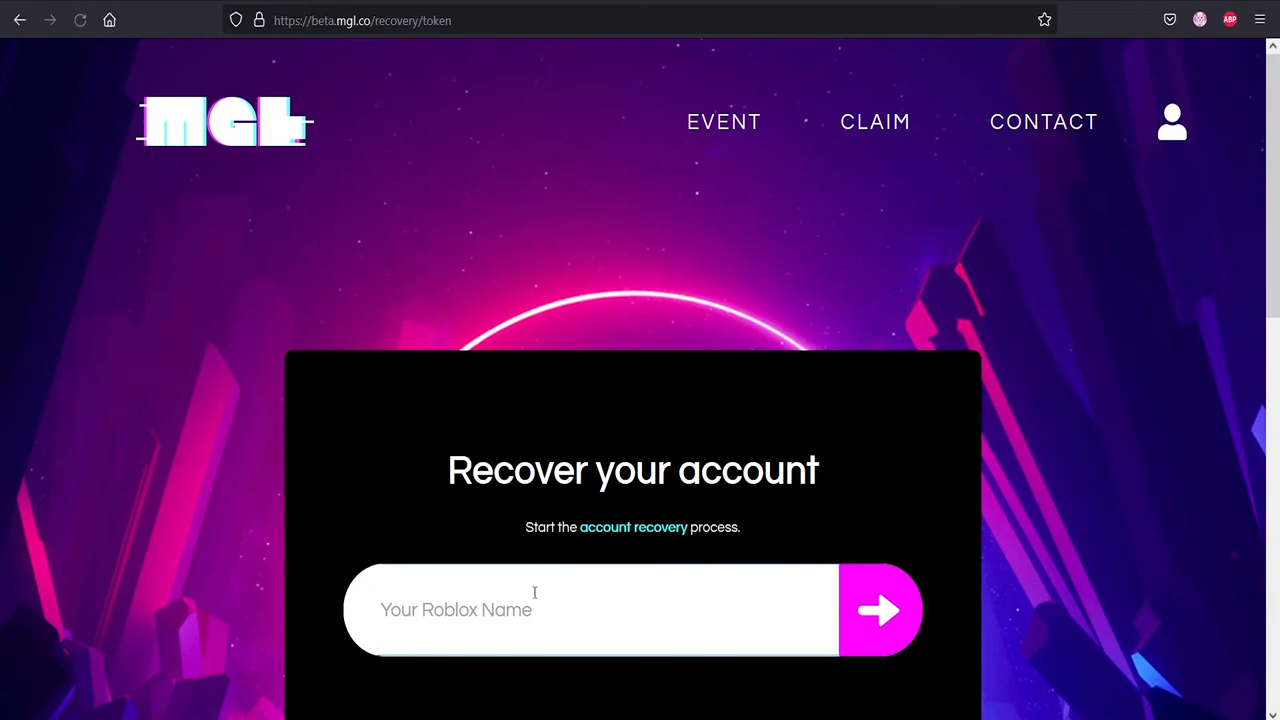 https://beta.mgl.co/recovery/token
ABP
MGL
EVENT
CLAIM
CONTACT
Recover your account
Start the account recovery process.
Your Roblox Name